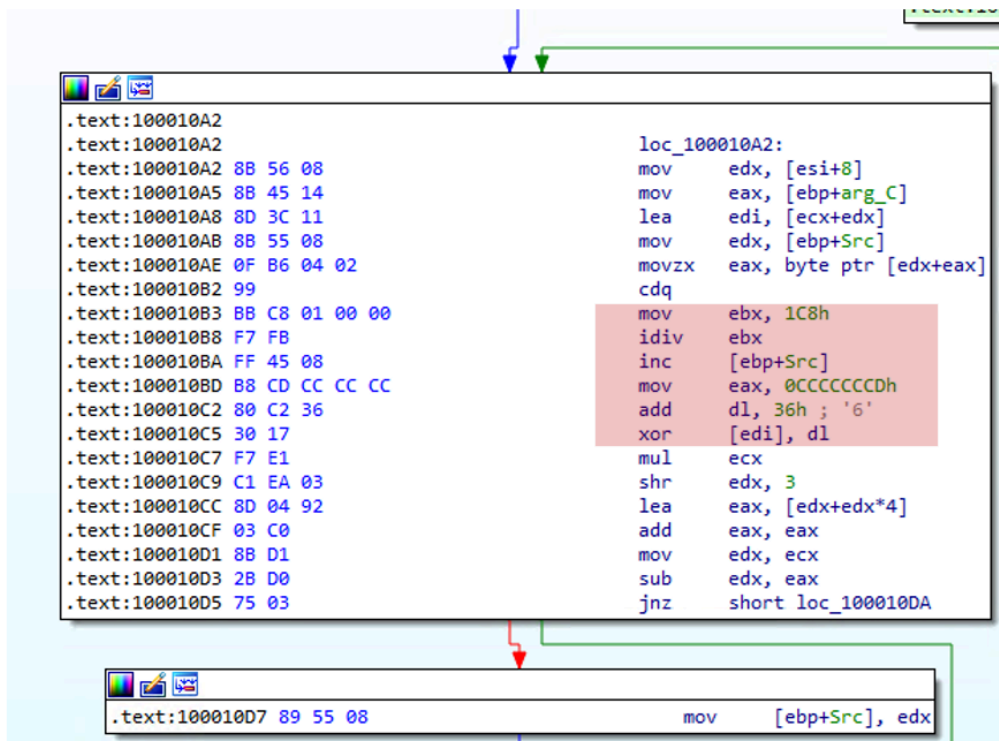 .text:100010A2
.text:100010A2 loc_100010A2:
.text:100010A2 8B 56 08 mov edx, [esi+8]
.text:100010A5 8B 45 14 mov eax, [ebp+arg_C]
.text:100010A8 8D 3C 11 lea edi, [ecx+edx]
.text:100010AB 8B 55 08 mov edx, [ebp+Src]
.text:100010AE 0F B6 04 02 movzx eax, byte ptr [edx+eax]
.text:100010B2 99 cdq
.text:100010B3 BB C8 01 00 00 mov ebx, 1C8h
.text:100010B8 F7 FB idiv ebx
.text:100010BA FF 45 08 inc [ebp+Src]
.text:100010BD B8 CD CC CC CC mov eax, 0CCCCCCCDh
.text:100010C2 80 C2 36 add dl, 36h ; '6'
.text:100010C5 30 17 xor [edi], dl
.text:100010C7 F7 E1 mul ecx
.text:100010C9 C1 EA 03 shr edx, 3
.text:100010CC 8D 04 92 lea eax, [edx+edx*4]
.text:100010CF 03 C0 add eax, eax
.text:100010D1 8B D1 mov edx, ecx
.text:100010D3 2B D0 sub edx, eax
.text:100010D5 75 03 jnz short loc_100010DA
.text:100010D7 89 55 08 mov [ebp+Src], edx